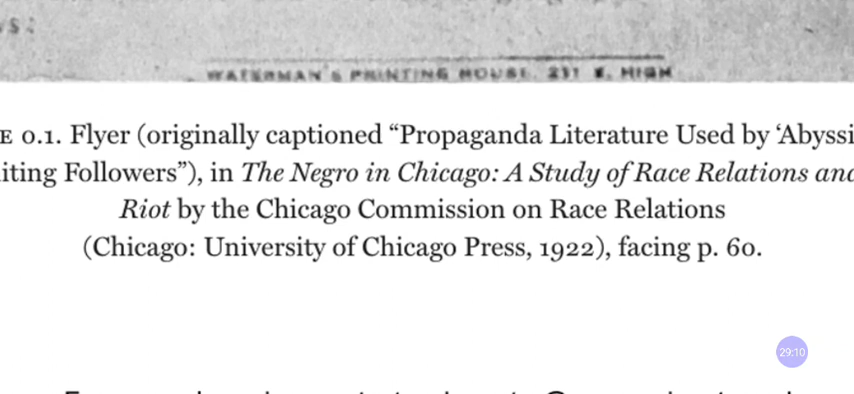 s:
WATERMAN'S PRINTING HOUSE. 231 E. HIGH
E 0.1. Flyer (originally captioned “Propaganda Literature Used by ‘Abyssi
iting Followers”), in The Negro in Chicago: A Study of Race Relations and
Riot by the Chicago Commission on Race Relations
(Chicago: University of Chicago Press, 1922), facing p. 60.
29:10